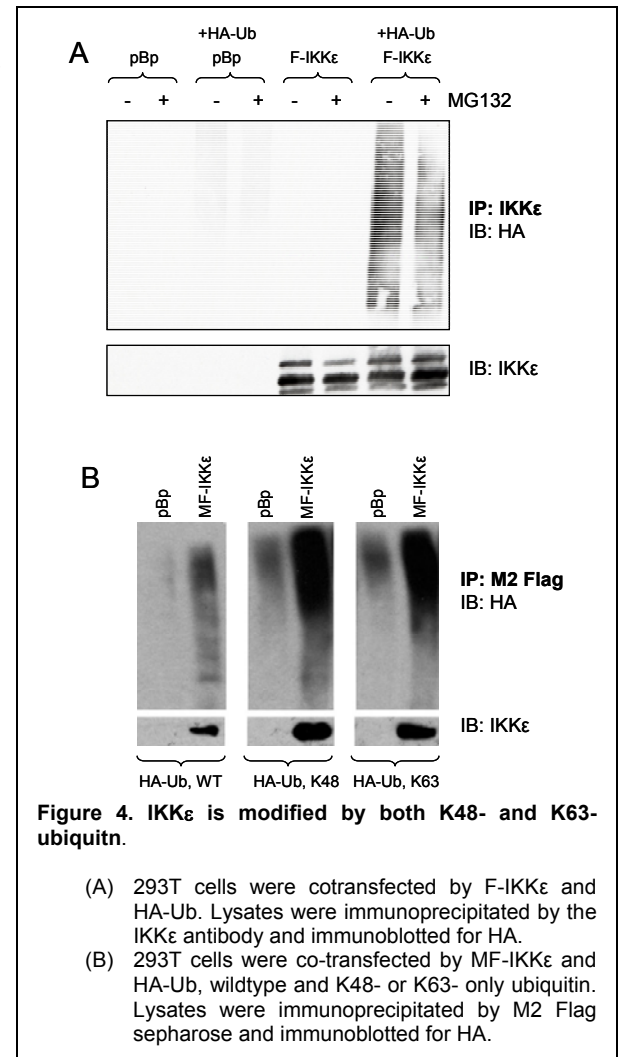 A
+HA-Ub +HA-Ub
pBp pBp F-IKKε F-IKKε
- + - + - + - + MG132
IP: IKKε
IB: HA
IB: IKKε
B
pBp MF-IKKε pBp MF-IKKε pBp MF-IKKε
IP: M2 Flag
IB: HA
IB: IKKε
HA-Ub, WT HA-Ub, K48 HA-Ub, K63
Figure 4. IKKε is modified by both K48- and K63-
ubiquitn.
(A) 293T cells were cotransfected by F-IKKε and
HA-Ub. Lysates were immunoprecipitated by the
IKKε antibody and immunoblotted for HA.
(B) 293T cells were co-transfected by MF-IKKε and
HA-Ub, wildtype and K48- or K63- only ubiquitin.
Lysates were immunoprecipitated by M2 Flag
sepharose and immunoblotted for HA.